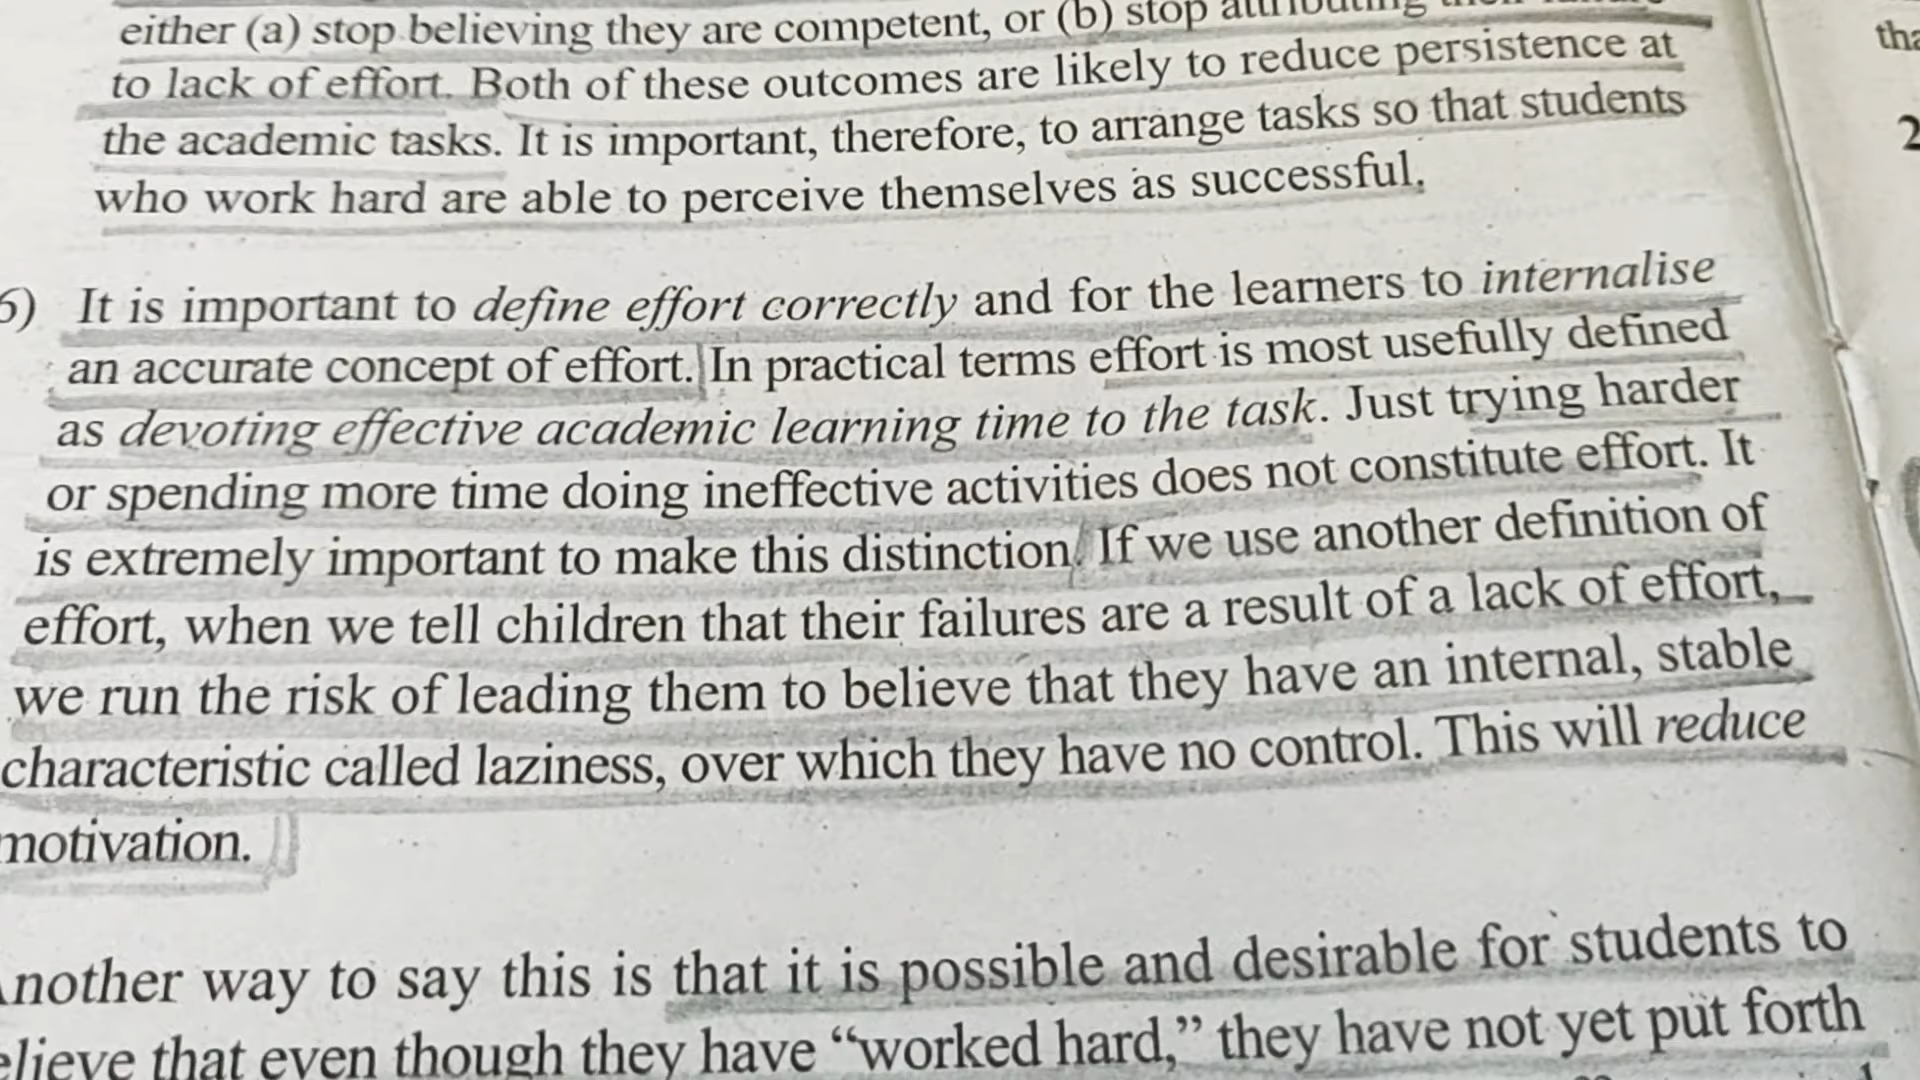 either (a) stop believing they are competent, or (b) stop attributing their
to lack of effort. Both of these outcomes are likely to reduce persistence at
the academic tasks. It is important, therefore, to arrange tasks so that students
who work hard are able to perceive themselves as successful.
6) It is important to define effort correctly and for the learners to internalise
an accurate concept of effort. In practical terms effort is most usefully defined
as devoting effective academic learning time to the task. Just trying harder
or spending more time doing ineffective activities does not constitute effort. It
is extremely important to make this distinction. If we use another definition of
effort, when we tell children that their failures are a result of a lack of effort,
we run the risk of leading them to believe that they have an internal, stable
characteristic called laziness, over which they have no control. This will reduce
motivation.
nother way to say this is that it is possible and desirable for students to
elieve that even though they have “worked hard,” they have not yet put forth
tha
2